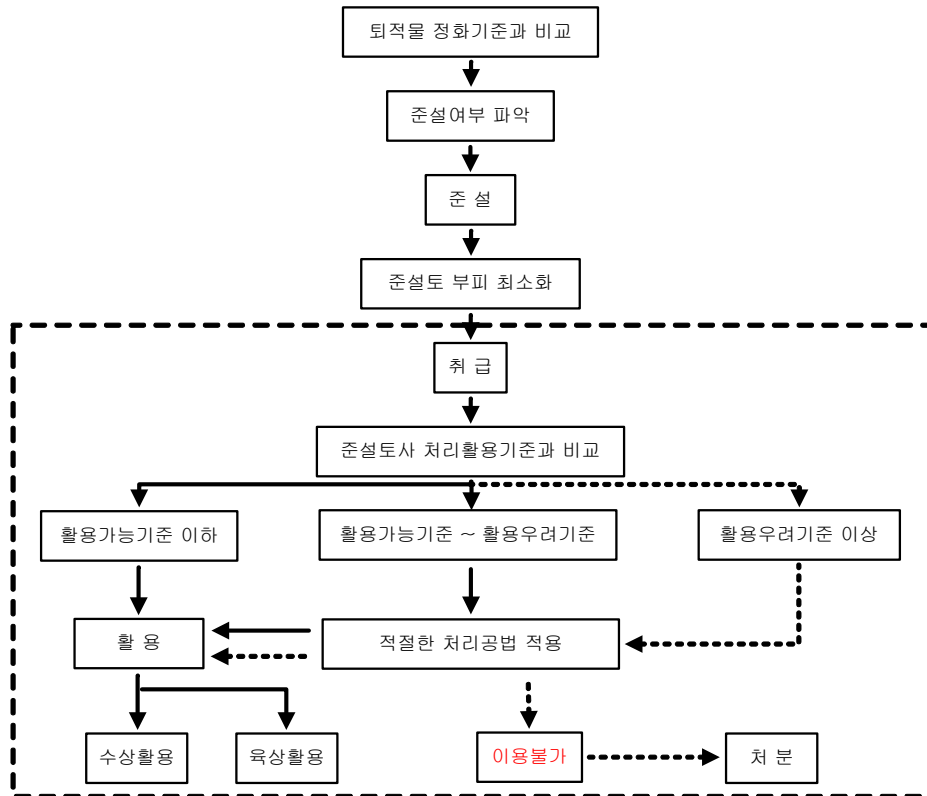 퇴적물 정화기준과 비교
준설여부 파악
준 설
준설토 부피 최소화
취 급
준설토사 처리활용기준과 비교
활용가능기준 이하
활용가능기준 ~ 활용우려기준
활용우려기준 이상
활 용
적절한 처리공법 적용
수상활용
육상활용
이용불가
처 분